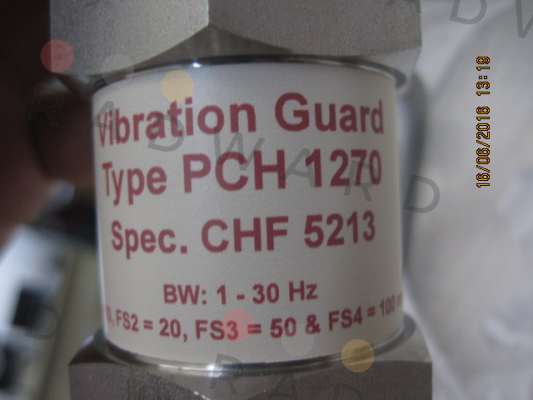 Vibration Guard
Type PCH 1270
Spec. CHF 5213
BW: 1 - 30 Hz
FS2 = 20, FS3 = 50 & FS4 = 100
16/06/2016 13:19